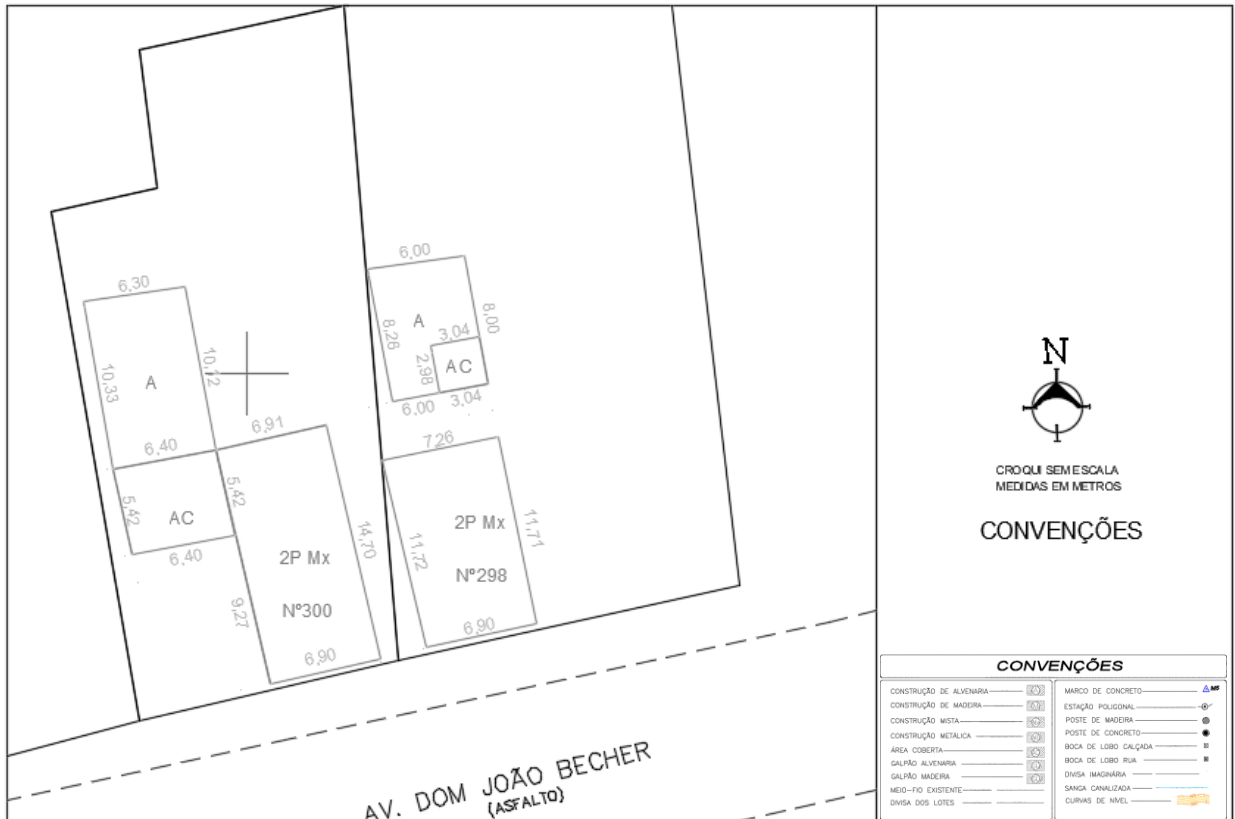 6,00
6,30
8,26
8,00
A
3,04
2,98
AC
10,33
10,12
A
6,00
3,04
6,91
6,40
7,26
5,42
5,42
AC
6,40
2P Mx
Nº300
14,70
9,27
6,90
11,72
2P Mx
Nº298
11,71
6,90
AV. DOM JOÃO BECHER
(ASFALTO)
N
CROQUI SEM ESCALA
MEDIDAS EM METROS
CONVENÇÕES
CONVENÇÕES
CONSTRUÇÃO DE ALVENARIA
CONSTRUÇÃO DE MADEIRA
CONSTRUÇÃO MISTA
CONSTRUÇÃO METÁLICA
ÁREA COBERTA
GALPÃO ALVENARIA
GALPÃO MADEIRA
MEIO-FIO EXISTENTE
DIVISA DOS LOTES
MARCO DE CONCRETO
ESTAÇÃO POLIGONAL
POSTE DE MADEIRA
POSTE DE CONCRETO
BOCA DE LOBO CALÇADA
BOCA DE LOBO RUA
DIVISA IMAGINÁRIA
SANGA CANALIZADA
CURVAS DE NÍVEL